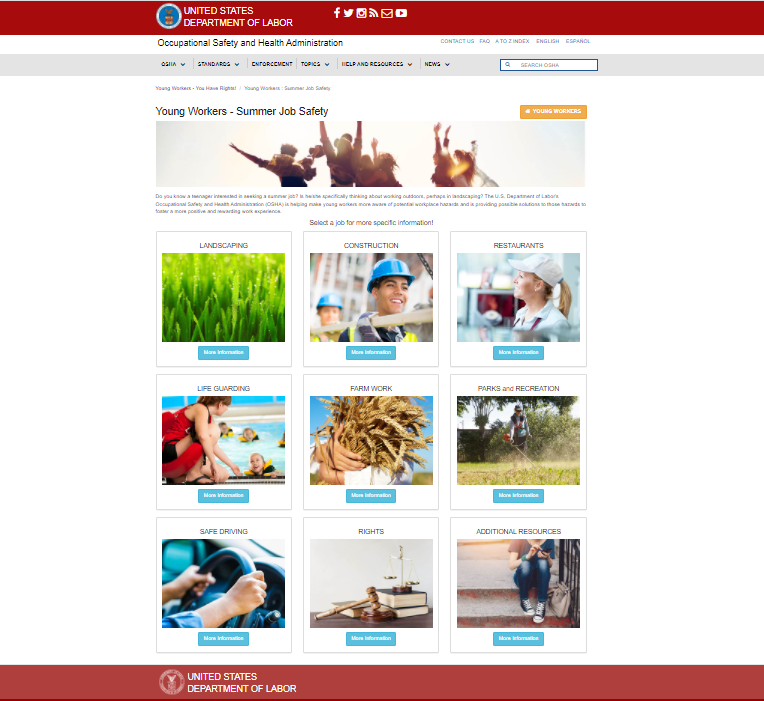 UNITED STATES
DEPARTMENT OF LABOR
Occupational Safety and Health Administration
CONTACT US FAQ A TO Z INDEX ENGLISH ESPAÑOL
OSHA STANDARDS ENFORCEMENT TOPICS HELP AND RESOURCES NEWS SEARCH OSHA
Young Workers - You Have Rights! / Young Workers : Summer Job Safety
Young Workers - Summer Job Safety
YOUNG WORKERS
Do you know a teenager interested in seeking a summer job? Is he/she specifically thinking about working outdoors, perhaps in landscaping? The U.S. Department of Labor's
Occupational Safety and Health Administration (OSHA) is helping make young workers more aware of potential workplace hazards and is providing possible solutions to those hazards to
foster a more positive and rewarding work experience.
Select a job for more specific information!
LANDSCAPING CONSTRUCTION RESTAURANTS
More Information More Information More Information
LIFE GUARDING FARM WORK PARKS and RECREATION
More Information More Information More Information
SAFE DRIVING RIGHTS ADDITIONAL RESOURCES
More Information More Information More Information
UNITED STATES
DEPARTMENT OF LABOR